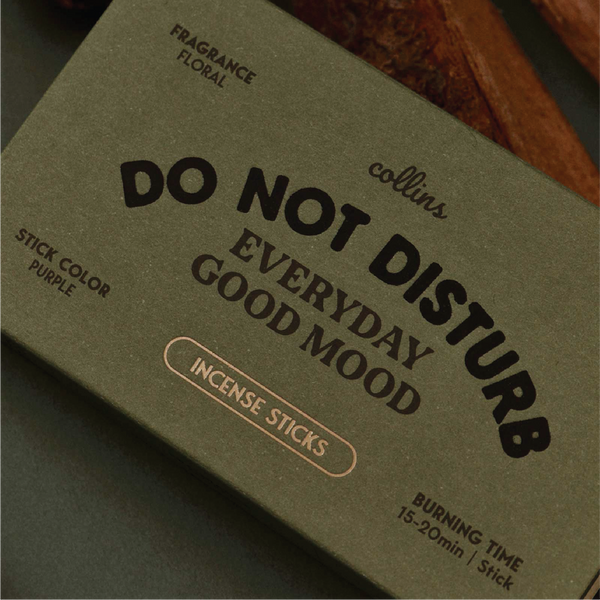 FRAGRANCE
FLORAL
collins
DO NOT DISTURB
EVERYDAY
GOOD MOOD
STICK COLOR
PURPLE
INCENSE STICKS
BURNING TIME
15-20min / Stick